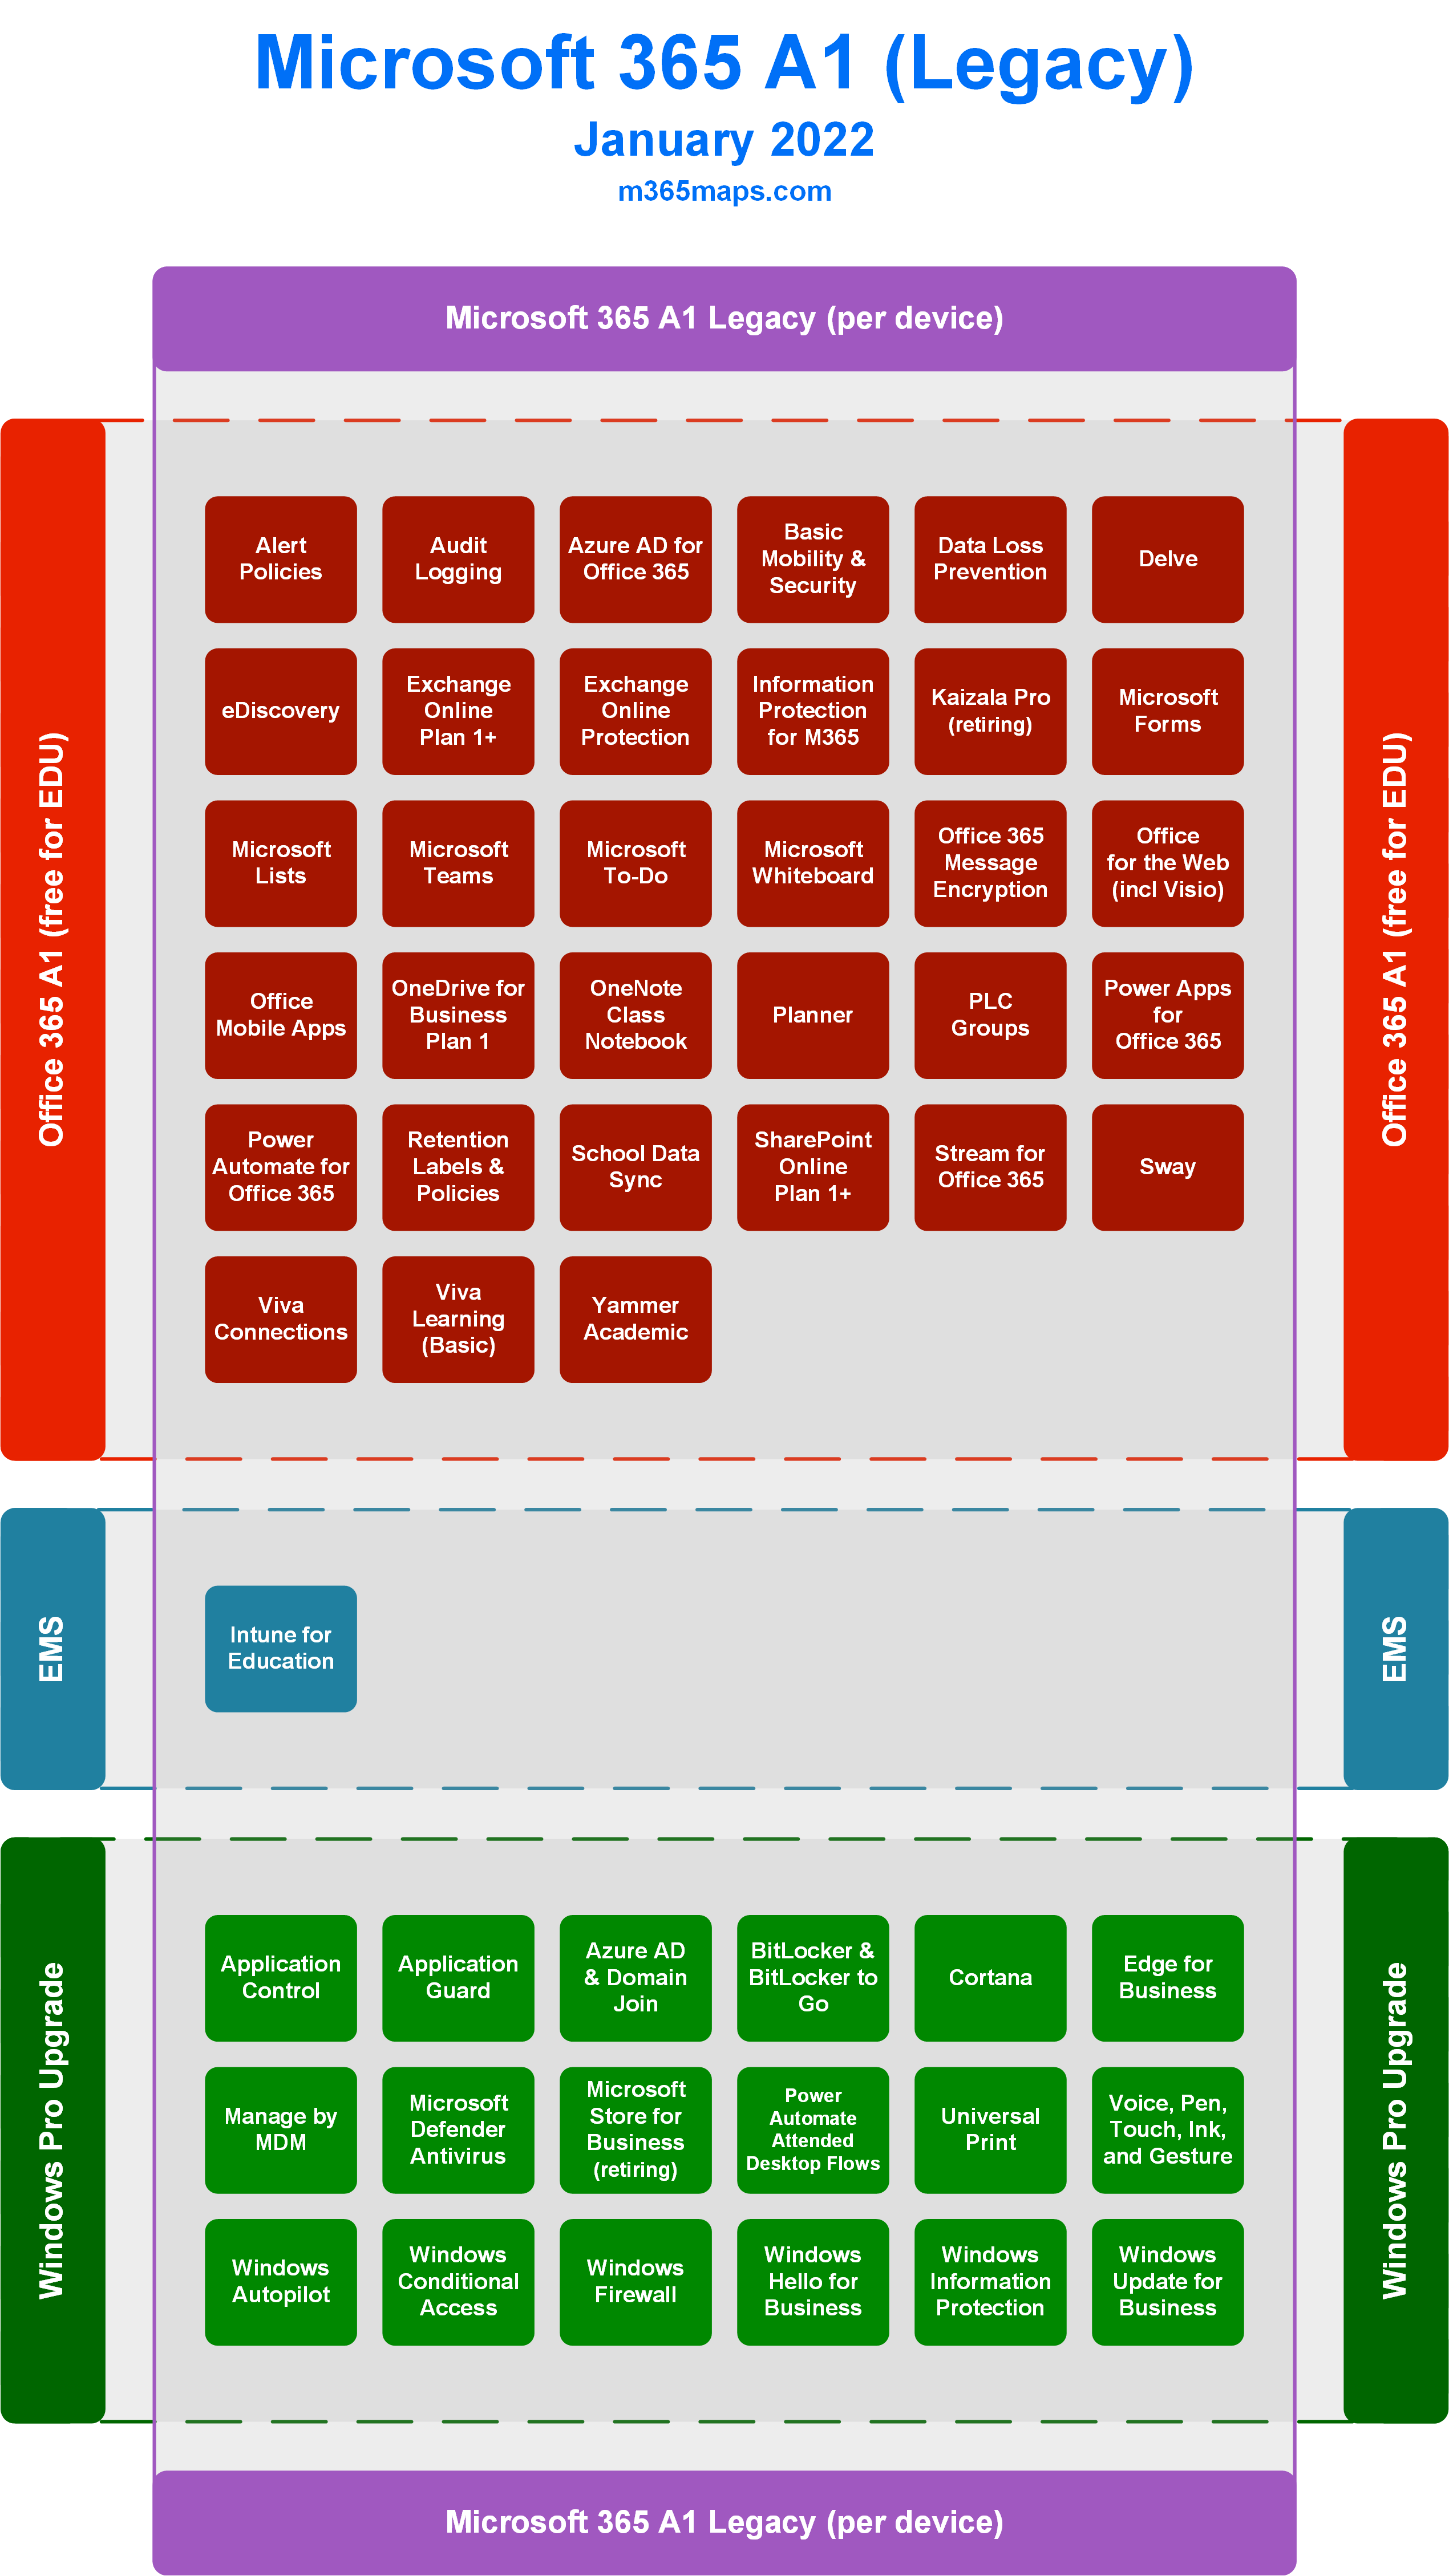 Microsoft 365 A1 (Legacy)
January 2022
m365maps.com
Microsoft 365 A1 Legacy (per device)
Office 365 A1 (free for EDU)
Alert
Policies
Audit
Logging
Azure AD for
Office 365
Basic
Mobility &
Security
Data Loss
Prevention
Delve
eDiscovery
Exchange
Online
Plan 1+
Exchange
Online
Protection
Information
Protection
for M365
Kaizala Pro
(retiring)
Microsoft
Forms
Microsoft
Lists
Microsoft
Teams
Microsoft
To-Do
Microsoft
Whiteboard
Office 365
Message
Encryption
Office
for the Web
(incl Visio)
Office
Mobile Apps
OneDrive for
Business
Plan 1
OneNote
Class
Notebook
Planner
PLC
Groups
Power Apps
for
Office 365
Power
Automate for
Office 365
Retention
Labels &
Policies
School Data
Sync
SharePoint
Online
Plan 1+
Stream for
Office 365
Sway
Viva
Connections
Viva
Learning
(Basic)
Yammer
Academic
Office 365 A1 (free for EDU)
EMS
Intune for
Education
EMS
Windows Pro Upgrade
Application
Control
Application
Guard
Azure AD
& Domain
Join
BitLocker &
BitLocker to
Go
Cortana
Edge for
Business
Manage by
MDM
Microsoft
Defender
Antivirus
Microsoft
Store for
Business
(retiring)
Power
Automate
Attended
Desktop Flows
Universal
Print
Voice, Pen,
Touch, Ink,
and Gesture
Windows
Autopilot
Windows
Conditional
Access
Windows
Firewall
Windows
Hello for
Business
Windows
Information
Protection
Windows
Update for
Business
Windows Pro Upgrade
Microsoft 365 A1 Legacy (per device)